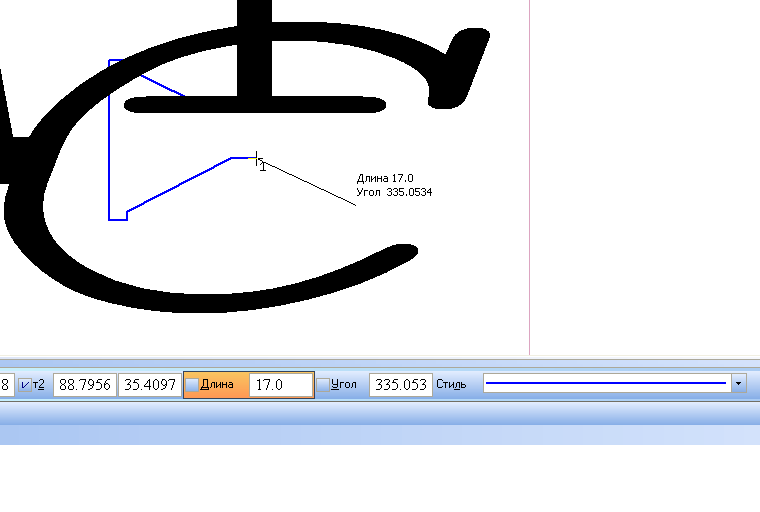 1
Длина 17.0
Угол 335.0534
8 т2 88.7956 35.4097 Длина 17.0 Угол 335.053 Стиль